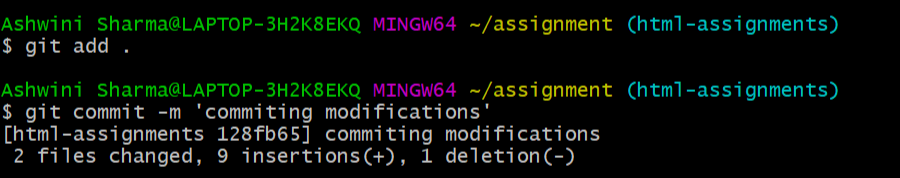 Ashwini Sharma@LAPTOP-3H2K8EKQ MINGW64 ~/assignment (html-assignments)
$ git add .
Ashwini Sharma@LAPTOP-3H2K8EKQ MINGW64 ~/assignment (html-assignments)
$ git commit -m 'commiting modifications'
[html-assignments 128fb65] commiting modifications
 2 files changed, 9 insertions(+), 1 deletion(-)